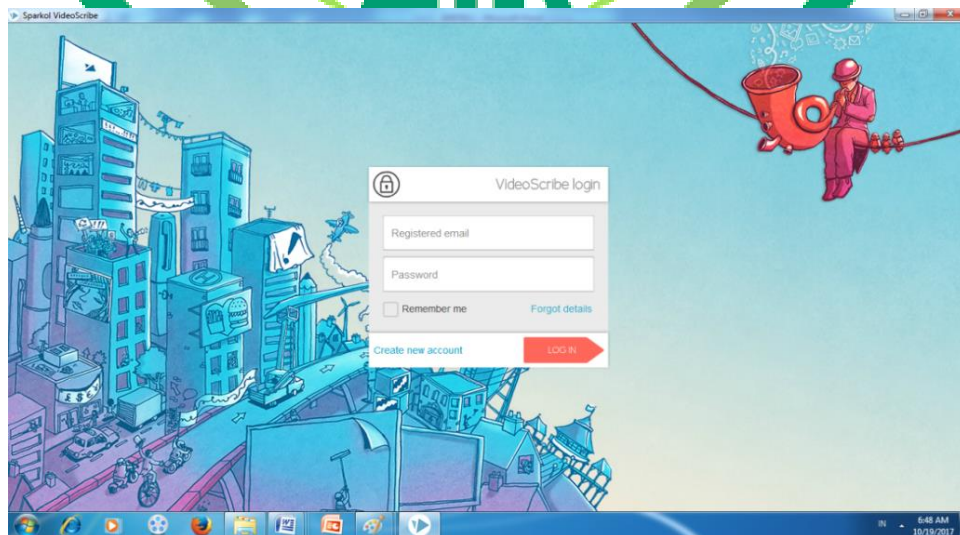 Sparkol VideoScribe
VideoScribe login
Registered email
Password
Remember me
Forgot details
Create new account
LOG IN
£ $ €
IN
6:48 AM
10/19/2017